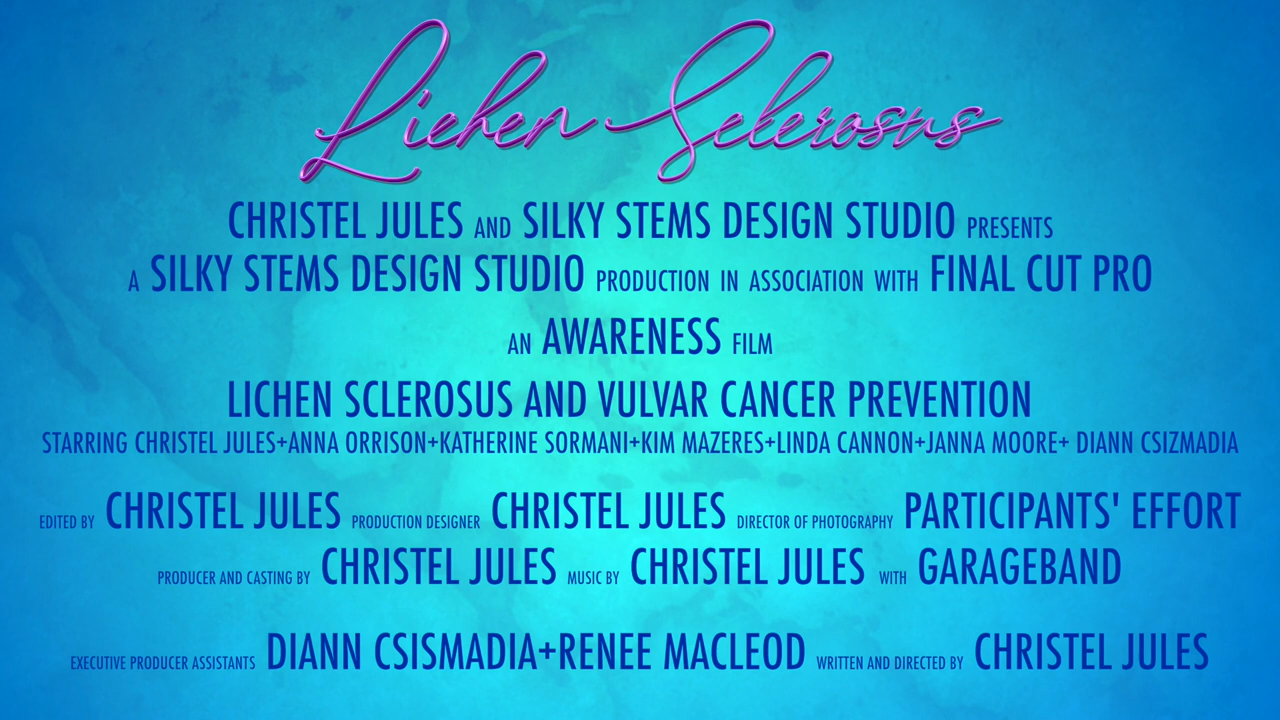 Lichen Sclerosus
CHRISTEL JULES AND SILKY STEMS DESIGN STUDIO PRESENTS
A SILKY STEMS DESIGN STUDIO PRODUCTION IN ASSOCIATION WITH FINAL CUT PRO
AN AWARENESS FILM
LICHEN SCLEROSUS AND VULVAR CANCER PREVENTION
STARRING CHRISTEL JULES+ANNA ORRISON+KATHERINE SORMANI+KIM MAZERES+LINDA CANNON+JANNA MOORE+ DIANN CSIZMADIA
EDITED BY CHRISTEL JULES PRODUCTION DESIGNER CHRISTEL JULES DIRECTOR OF PHOTOGRAPHY PARTICIPANTS' EFFORT
PRODUCER AND CASTING BY CHRISTEL JULES MUSIC BY CHRISTEL JULES WITH GARAGEBAND
EXECUTIVE PRODUCER ASSISTANTS DIANN CSISMADIA+RENEE MACLEOD WRITTEN AND DIRECTED BY CHRISTEL JULES